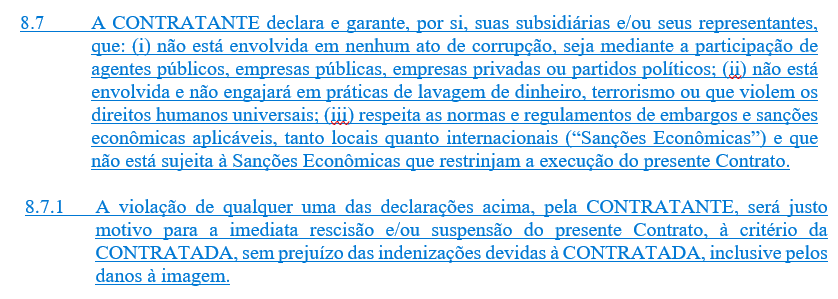 8.7 A CONTRATANTE declara e garante, por si, suas subsidiárias e/ou seus representantes,
que: (i) não está envolvida em nenhum ato de corrupção, seja mediante a participação de
agentes públicos, empresas públicas, empresas privadas ou partidos políticos; (ii) não está
envolvida e não engajará em práticas de lavagem de dinheiro, terrorismo ou que violem os
direitos humanos universais; (iii) respeita as normas e regulamentos de embargos e sanções
econômicas aplicáveis, tanto locais quanto internacionais (“Sanções Econômicas”) e que
não está sujeita à Sanções Econômicas que restrinjam a execução do presente Contrato.
8.7.1 A violação de qualquer uma das declarações acima, pela CONTRATANTE, será justo
motivo para a imediata rescisão e/ou suspensão do presente Contrato, à critério da
CONTRATADA, sem prejuízo das indenizações devidas à CONTRATADA, inclusive pelos
danos à imagem.